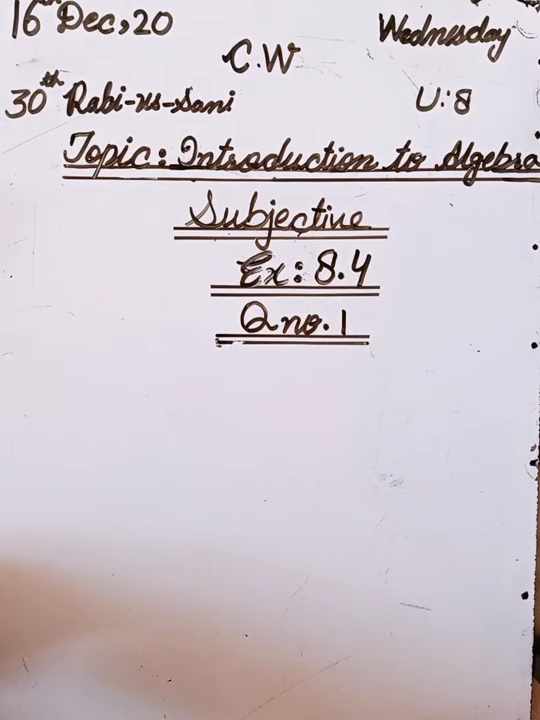 16th Dec, 20 Wednesday
C.W
30th Rabi-us-Sani U:8
Topic: Introduction to Algebra
Subjective
Ex: 8.4
Q no. 1